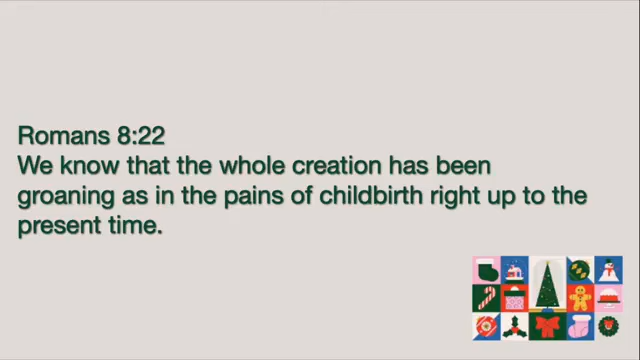 Romans 8:22
We know that the whole creation has been
groaning as in the pains of childbirth right up to the
present time.